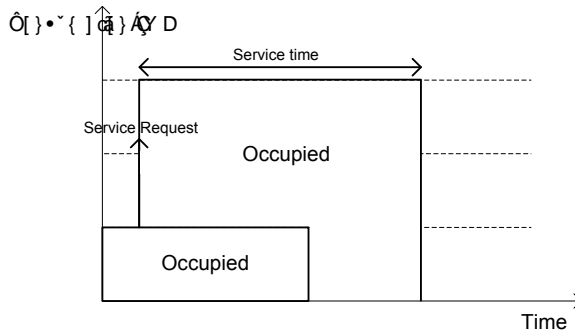 Service time
Service Request
Occupied
Occupied
Time